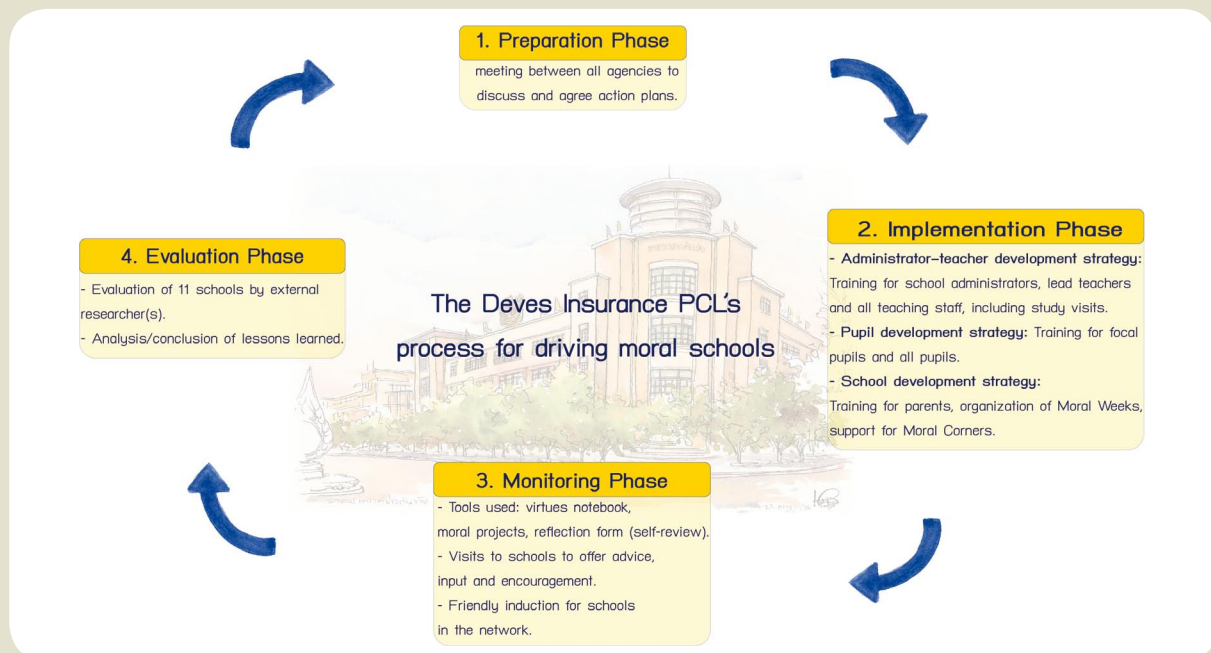 1. Preparation Phase
meeting between all agencies to
discuss and agree action plans.
2. Implementation Phase
- Administrator-teacher development strategy:
Training for school administrators, lead teachers
and all teaching staff, including study visits.
- Pupil development strategy: Training for focal
pupils and all pupils.
- School development strategy:
Training for parents, organization of Moral Weeks,
support for Moral Corners.
3. Monitoring Phase
- Tools used: virtues notebook,
moral projects, reflection form (self-review).
- Visits to schools to offer advice,
input and encouragement.
- Friendly induction for schools
in the network.
4. Evaluation Phase
- Evaluation of 11 schools by external
researcher(s).
- Analysis/conclusion of lessons learned.
The Deves Insurance PCL's
process for driving moral schools